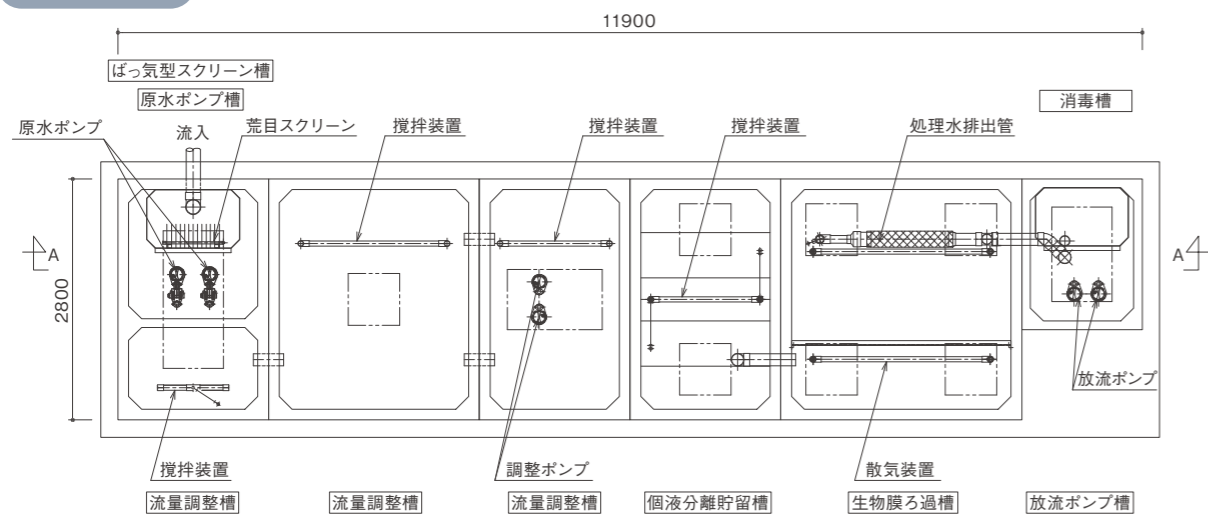 11900
ばっ気型スクリーン槽
原水ポンプ槽
消毒槽
原水ポンプ
流入
荒目スクリーン
撹拌装置
撹拌装置
撹拌装置
処理水排出管
A
A
2800
放流ポンプ
撹拌装置
調整ポンプ
散気装置
流量調整槽
流量調整槽
流量調整槽
個液分離貯留槽
生物膜ろ過槽
放流ポンプ槽